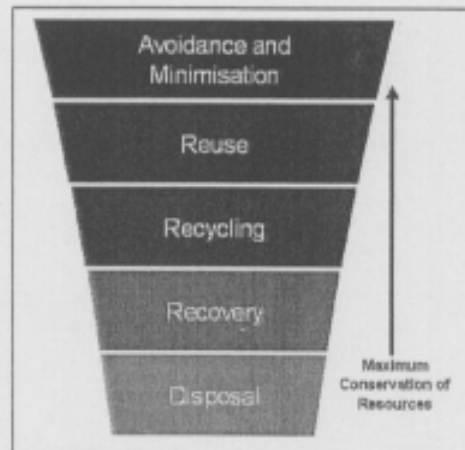 Avoidance and
Minimisation
Reuse
Recycling
Recovery
Disposal
Maximum
Conservation of
Resources